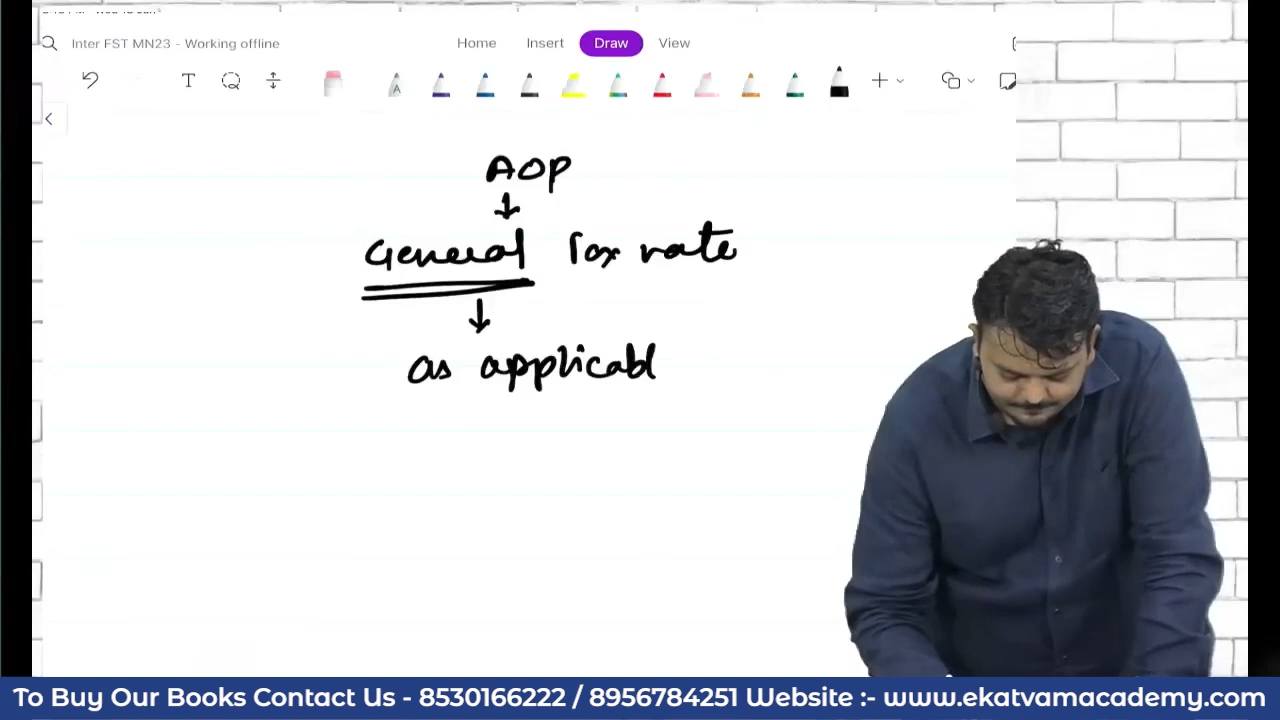 Inter FST MN23 - Working offline
Home Insert Draw View
AOP
General Tax rate
as applicabl
To Buy Our Books Contact Us - 8530166222 / 8956784251 Website :- www.ekatvamacademy.com